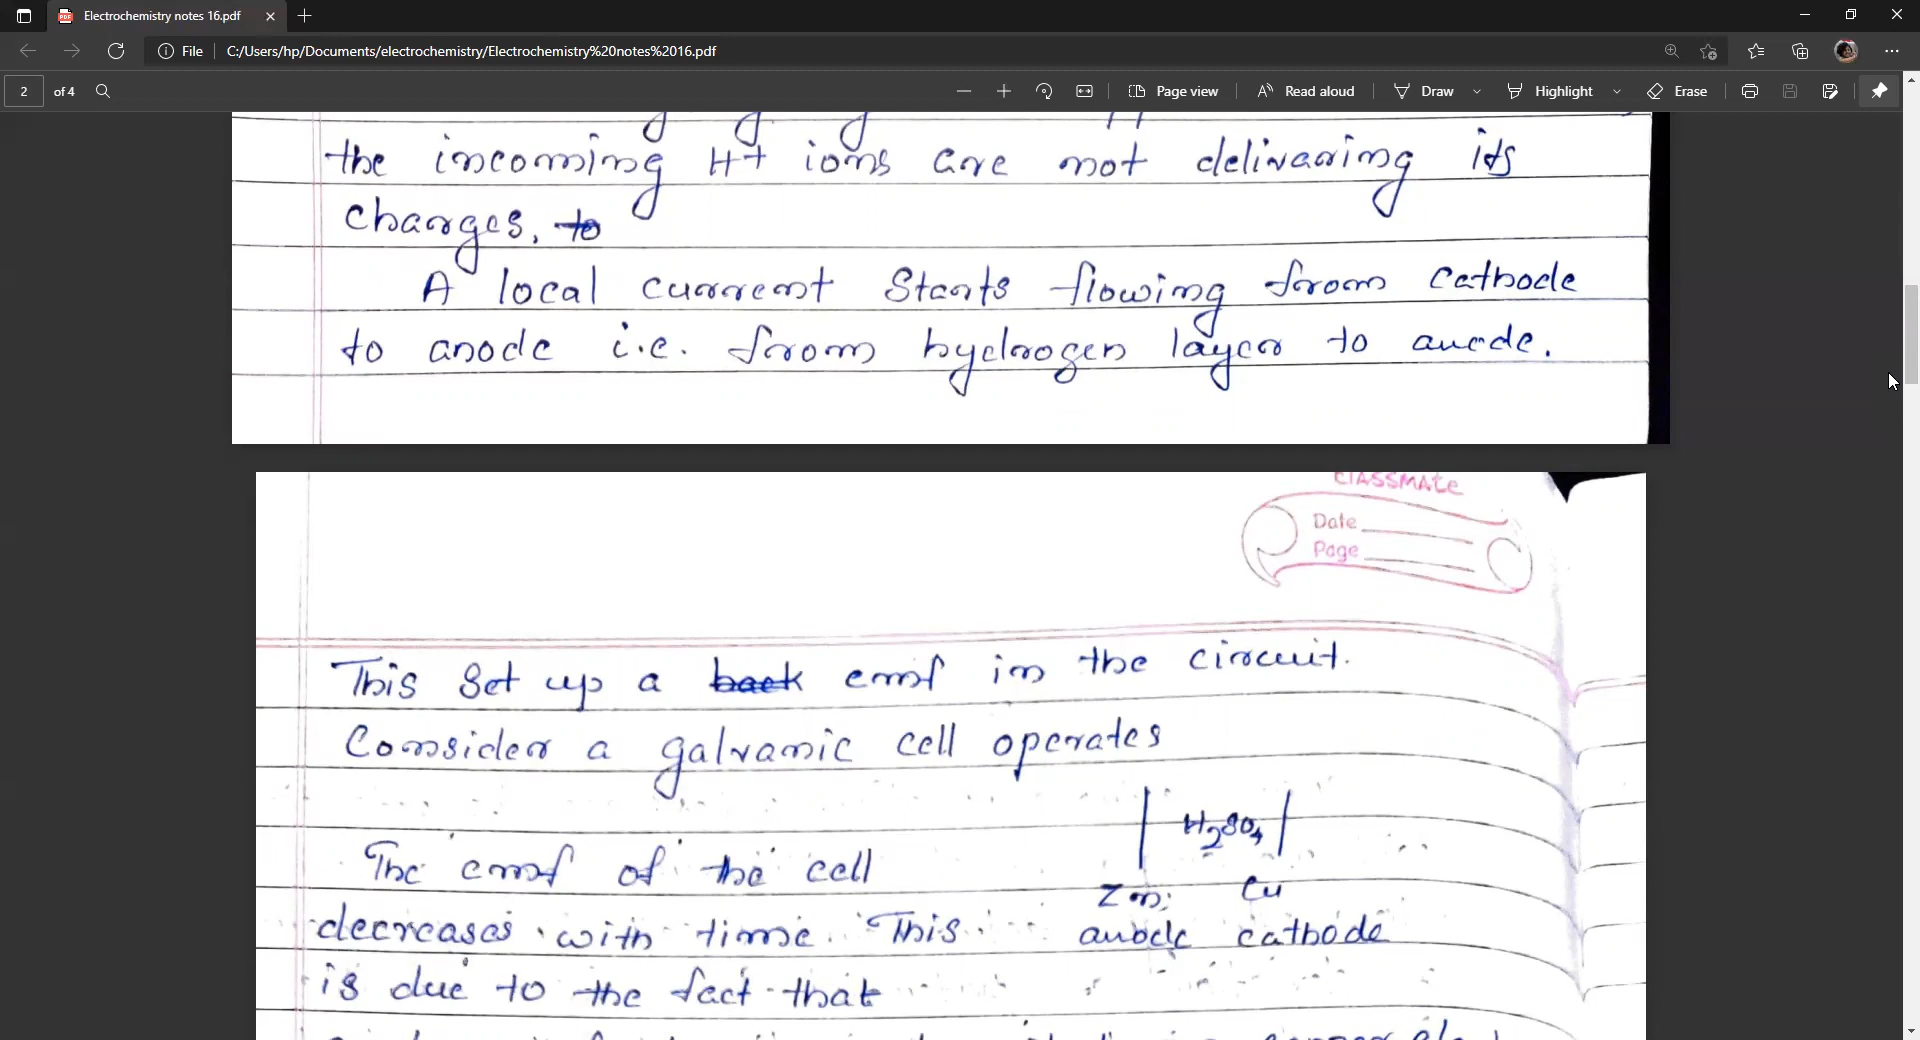 Electrochemistry notes 16.pdf
File C:/Users/hp/Documents/electrochemistry/Electrochemistry%20notes%2016.pdf
2 of 4 Page view Read aloud Draw Highlight Erase
the incoming H+ ions are not delivaring its
charges, to
A local current starts flowing from cathode
to anode i.e. from hydrogen layer to anode.
CLASSMATE
Date
Page
This set up a back emf in the circuit.
Consider a galvanic cell operates
H2SO4
The emf of the cell
Zn Cu
decreases with time. This anode cathode
is due to the fact that